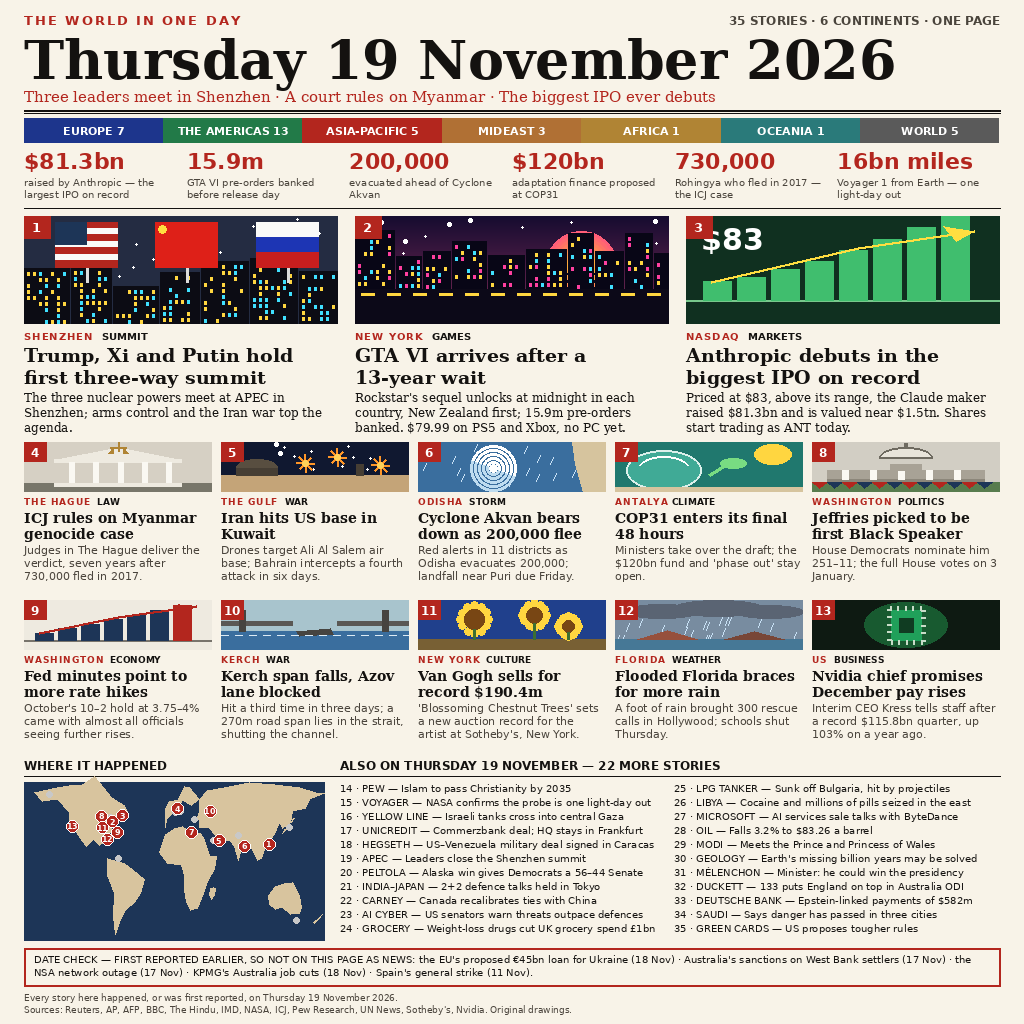 THE WORLD IN ONE DAY
35 STORIES · 6 CONTINENTS · ONE PAGE
Thursday 19 November 2026
Three leaders meet in Shenzhen · A court rules on Myanmar · The biggest IPO ever debuts
EUROPE 7
THE AMERICAS 13
ASIA-PACIFIC 5
MIDEAST 3
AFRICA 1
OCEANIA 1
WORLD 5
$81.3bn
raised by Anthropic — the
largest IPO on record
15.9m
GTA VI pre-orders banked
before release day
200,000
evacuated ahead of Cyclone
Akvan
$120bn
adaptation finance proposed
at COP31
730,000
Rohingya who fled in 2017 —
the ICJ case
16bn miles
Voyager 1 from Earth — one
light-day out
1
SHENZHEN SUMMIT
Trump, Xi and Putin hold
first three-way summit
The three nuclear powers meet at APEC in
Shenzhen; arms control and the Iran war top the
agenda.
2
NEW YORK GAMES
GTA VI arrives after a
13-year wait
Rockstar's sequel unlocks at midnight in each
country, New Zealand first; 15.9m pre-orders
banked. $79.99 on PS5 and Xbox, no PC yet.
3
$83
NASDAQ MARKETS
Anthropic debuts in the
biggest IPO on record
Priced at $83, above its range, the Claude maker
raised $81.3bn and is valued near $1.5tn. Shares
start trading as ANT today.
4
THE HAGUE LAW
ICJ rules on Myanmar
genocide case
Judges in The Hague deliver the
verdict, seven years after
730,000 fled in 2017.
5
THE GULF WAR
Iran hits US base in
Kuwait
Drones target Ali Al Salem air
base; Bahrain intercepts a fourth
attack in six days.
6
ODISHA STORM
Cyclone Akvan bears
down as 200,000 flee
Red alerts in 11 districts as
Odisha evacuates 200,000;
landfall near Puri due Friday.
7
ANTALYA CLIMATE
COP31 enters its final
48 hours
Ministers take over the draft; the
$120bn fund and 'phase out' stay
open.
8
WASHINGTON POLITICS
Jeffries picked to be
first Black Speaker
House Democrats nominate him
251–11; the full House votes on 3
January.
9
WASHINGTON ECONOMY
Fed minutes point to
more rate hikes
October's 10–2 hold at 3.75–4%
came with almost all officials
seeing further rises.
10
KERCH WAR
Kerch span falls, Azov
lane blocked
Hit a third time in three days; a
270m road span lies in the strait,
shutting the channel.
11
NEW YORK CULTURE
Van Gogh sells for
record $190.4m
'Blossoming Chestnut Trees' sets
a new auction record for the
artist at Sotheby's, New York.
12
FLORIDA WEATHER
Flooded Florida braces
for more rain
A foot of rain brought 300 rescue
calls in Hollywood; schools shut
Thursday.
13
US BUSINESS
Nvidia chief promises
December pay rises
Interim CEO Kress tells staff after
a record $115.8bn quarter, up
103% on a year ago.
WHERE IT HAPPENED
13
8
3
2
11
9
12
4
10
7
5
6
1
ALSO ON THURSDAY 19 NOVEMBER — 22 MORE STORIES
14 · PEW — Islam to pass Christianity by 2035
15 · VOYAGER — NASA confirms the probe is one light-day out
16 · YELLOW LINE — Israeli tanks cross into central Gaza
17 · UNICREDIT — Commerzbank deal; HQ stays in Frankfurt
18 · HEGSETH — US–Venezuela military deal signed in Caracas
19 · APEC — Leaders close the Shenzhen summit
20 · PELTOLA — Alaska win gives Democrats a 56–44 Senate
21 · INDIA–JAPAN — 2+2 defence talks held in Tokyo
22 · CARNEY — Canada recalibrates ties with China
23 · AI CYBER — US senators warn threats outpace defences
24 · GROCERY — Weight-loss drugs cut UK grocery spend £1bn
25 · LPG TANKER — Sunk off Bulgaria, hit by projectiles
26 · LIBYA — Cocaine and millions of pills seized in the east
27 · MICROSOFT — AI services sale talks with ByteDance
28 · OIL — Falls 3.2% to $83.26 a barrel
29 · MODI — Meets the Prince and Princess of Wales
30 · GEOLOGY — Earth's missing billion years may be solved
31 · MÉLENCHON — Minister: he could win the presidency
32 · DUCKETT — 133 puts England on top in Australia ODI
33 · DEUTSCHE BANK — Epstein-linked payments of $582m
34 · SAUDI — Says danger has passed in three cities
35 · GREEN CARDS — US proposes tougher rules
DATE CHECK — FIRST REPORTED EARLIER, SO NOT ON THIS PAGE AS NEWS: the EU's proposed €45bn loan for Ukraine (18 Nov) · Australia's sanctions on West Bank settlers (17 Nov) · the
NSA network outage (17 Nov) · KPMG's Australia job cuts (18 Nov) · Spain's general strike (11 Nov).
Every story here happened, or was first reported, on Thursday 19 November 2026.
Sources: Reuters, AP, AFP, BBC, The Hindu, IMD, NASA, ICJ, Pew Research, UN News, Sotheby's, Nvidia. Original drawings.